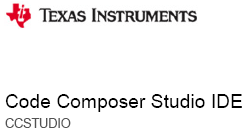 TEXAS INSTRUMENTS
Code Composer Studio IDE
CCSTUDIO